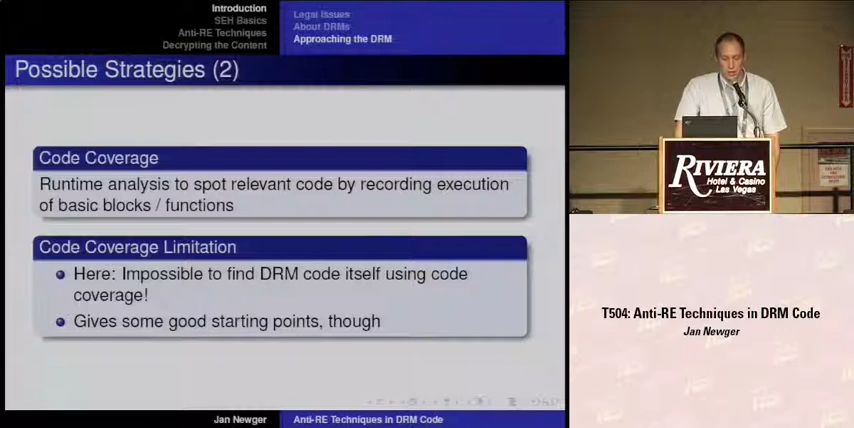 Introduction
SEH Basics
Anti-RE Techniques
Decrypting the Content
Legal Issues
About DRMs
Approaching the DRM
Possible Strategies (2)
Code Coverage
Runtime analysis to spot relevant code by recording execution
of basic blocks / functions
Code Coverage Limitation
Here: Impossible to find DRM code itself using code
coverage!
Gives some good starting points, though
Jan Newger
Anti-RE Techniques in DRM Code
RIVIERA
Hotel & Casino
Las Vegas
T504: Anti-RE Techniques in DRM Code
Jan Newger